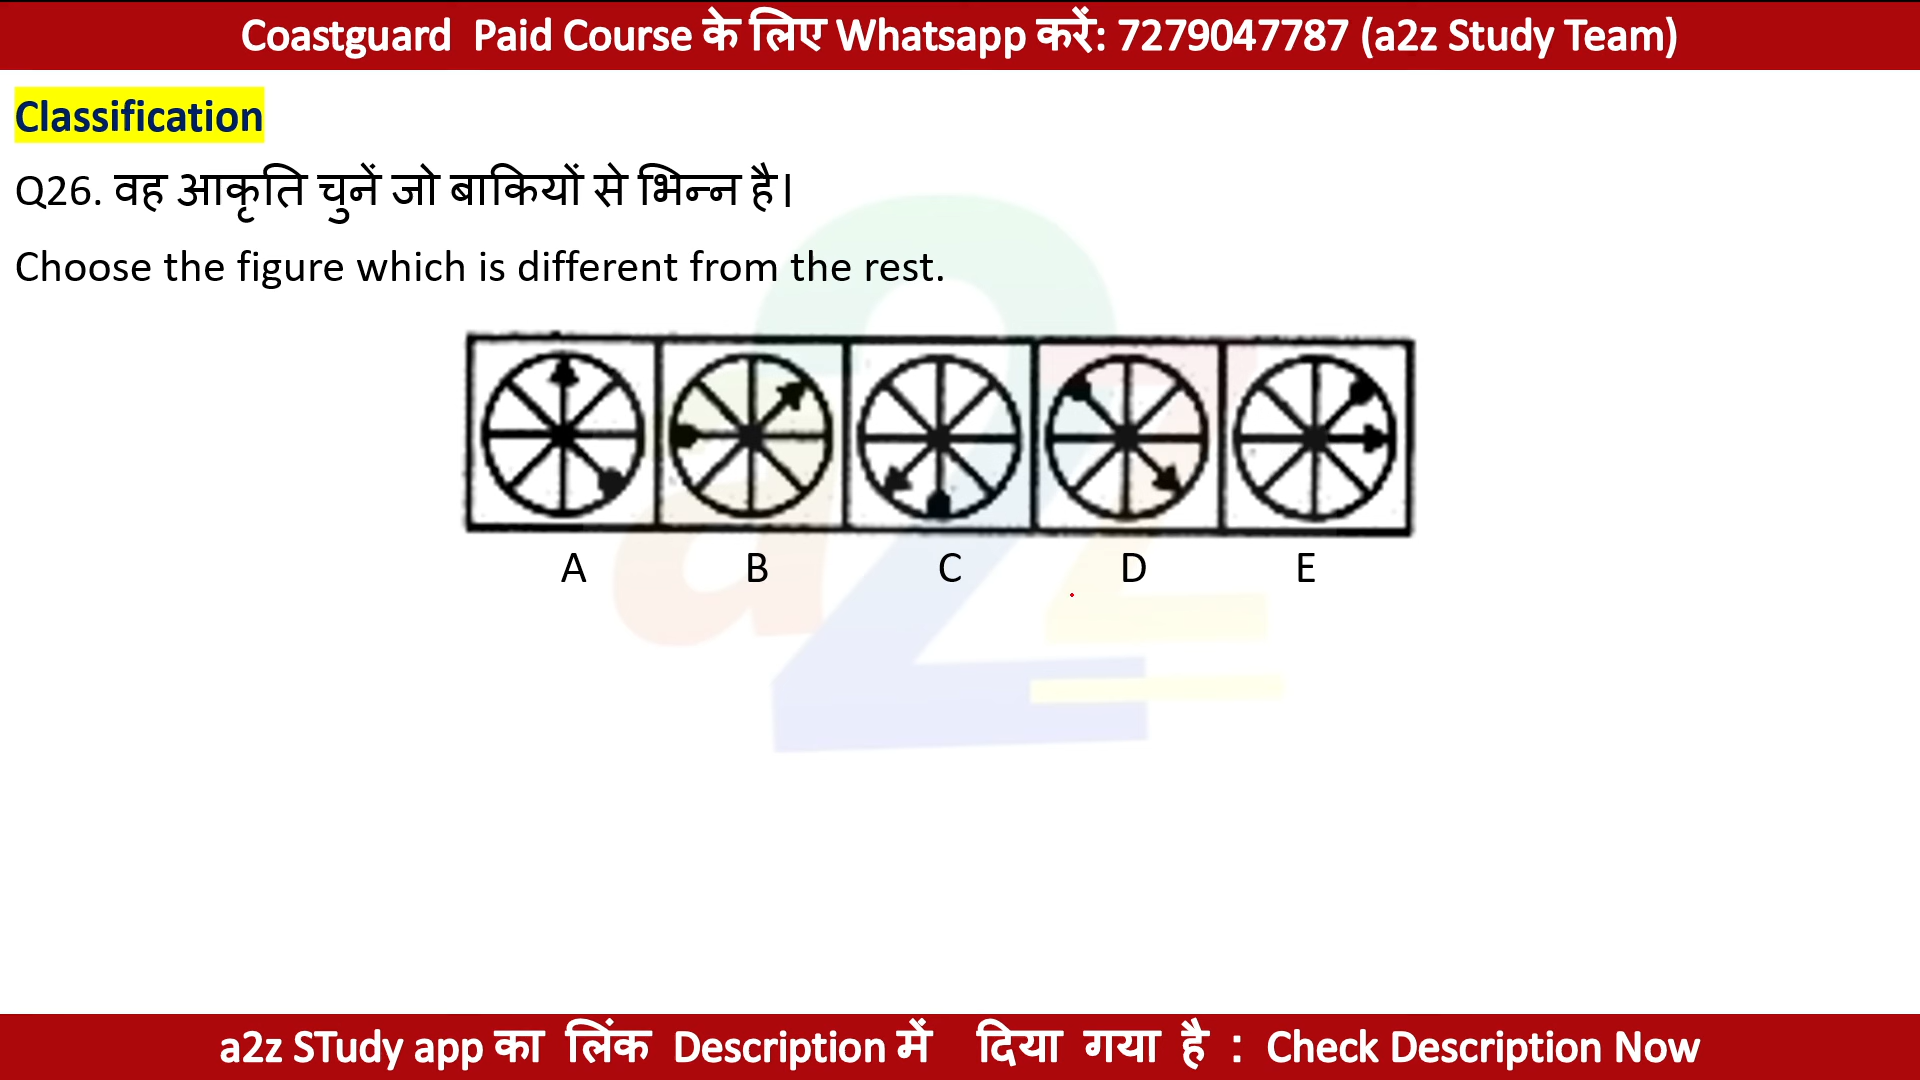 Coastguard Paid Course के लिए Whatsapp करें: 7279047787 (a2z Study Team)
Classification
Q26. वह आकृति चुनें जो बाकियों से भिन्न है।
Choose the figure which is different from the rest.
A B C D E
a2z
a2z STudy app का लिंक Description में दिया गया है : Check Description Now